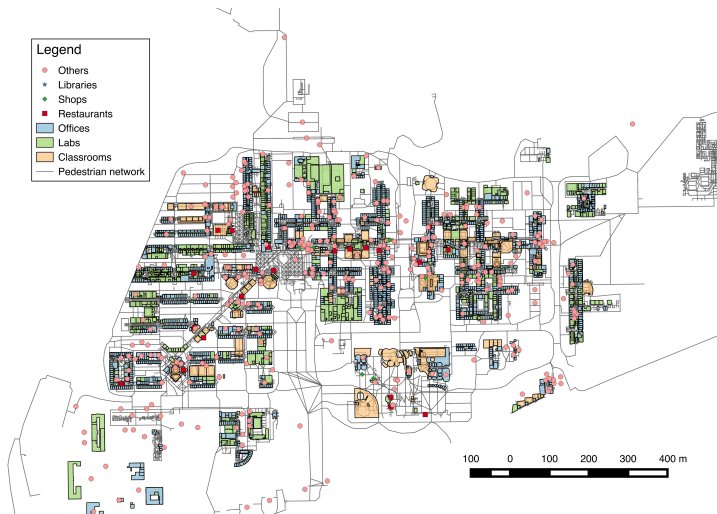 Legend
Others
Libraries
Shops
Restaurants
Offices
Labs
Classrooms
Pedestrian network
100 0 100 200 300 400 m